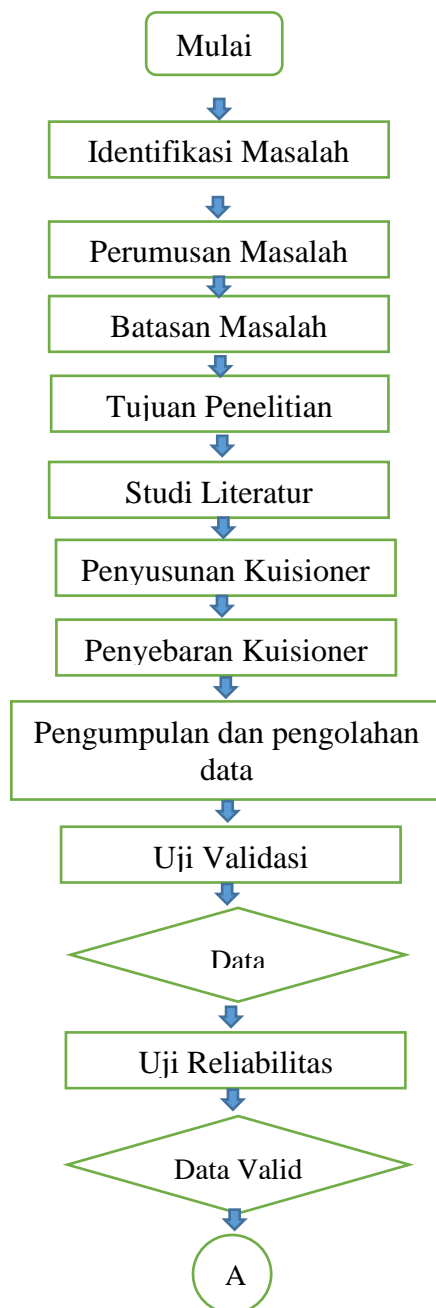 Mulai
Identifikasi Masalah
Perumusan Masalah
Batasan Masalah
Tujuan Penelitian
Studi Literatur
Penyusunan Kuisioner
Penyebaran Kuisioner
Pengumpulan dan pengolahan
data
Uji Validasi
Data
Uji Reliabilitas
Data Valid
A